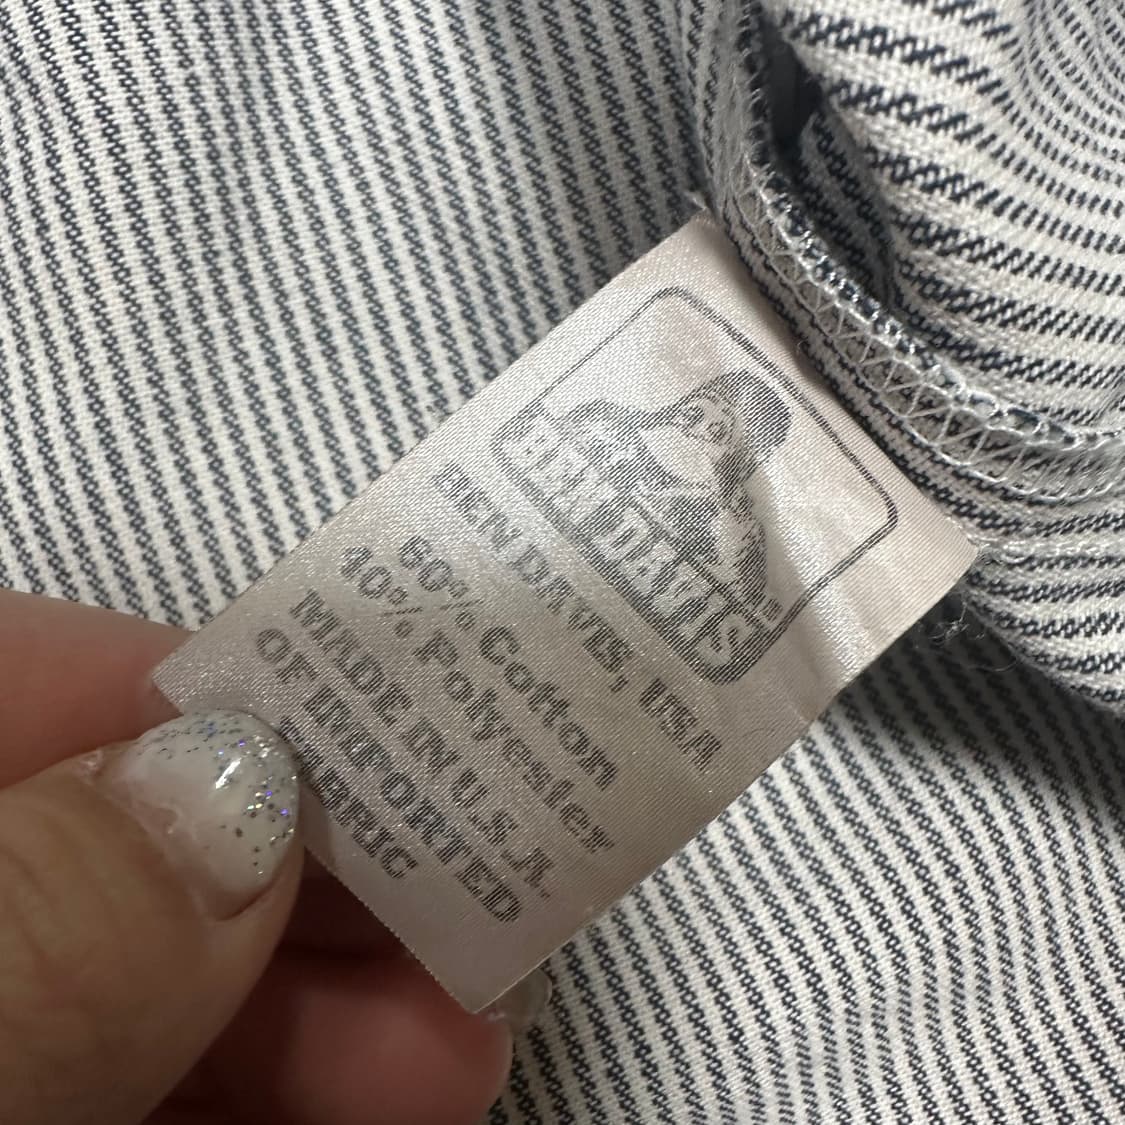 BEN DAVIS
BEN DAVIS, USA
60% Cotton
40% Polyester
MADE IN U.S.A.
OF IMPORTED
FABRIC